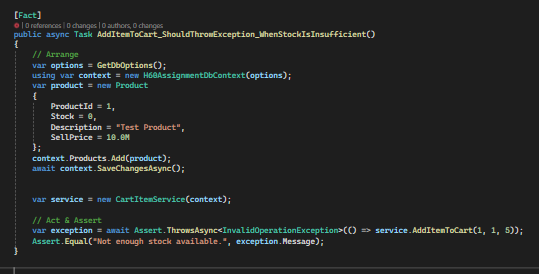 [Fact]
| 0 references | 0 changes | 0 authors, 0 changes
public async Task AddItemToCart_ShouldThrowException_WhenStockIsInsufficient()
{
// Arrange
var options = GetDbOptions();
using var context = new H60AssignmentDbContext(options);
var product = new Product
{
ProductId = 1,
Stock = 0,
Description = "Test Product",
SellPrice = 10.0M
};
context.Products.Add(product);
await context.SaveChangesAsync();
var service = new CartItemService(context);
// Act & Assert
var exception = await Assert.ThrowsAsync<InvalidOperationException>(() => service.AddItemToCart(1, 1, 5));
Assert.Equal("Not enough stock available.", exception.Message);
}